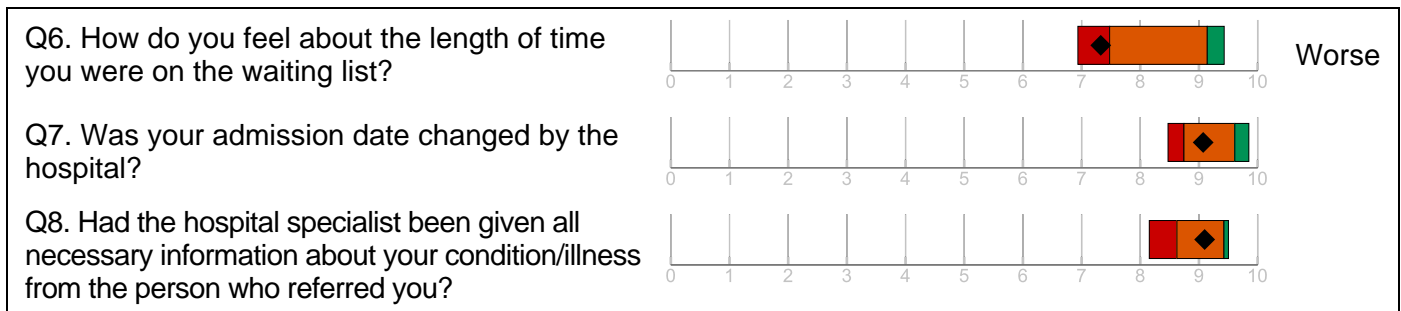 Q6. How do you feel about the length of time
you were on the waiting list?
0 1 2 3 4 5 6 7 8 9 10
Worse
Q7. Was your admission date changed by the
hospital?
0 1 2 3 4 5 6 7 8 9 10
Q8. Had the hospital specialist been given all
necessary information about your condition/illness
from the person who referred you?
0 1 2 3 4 5 6 7 8 9 10